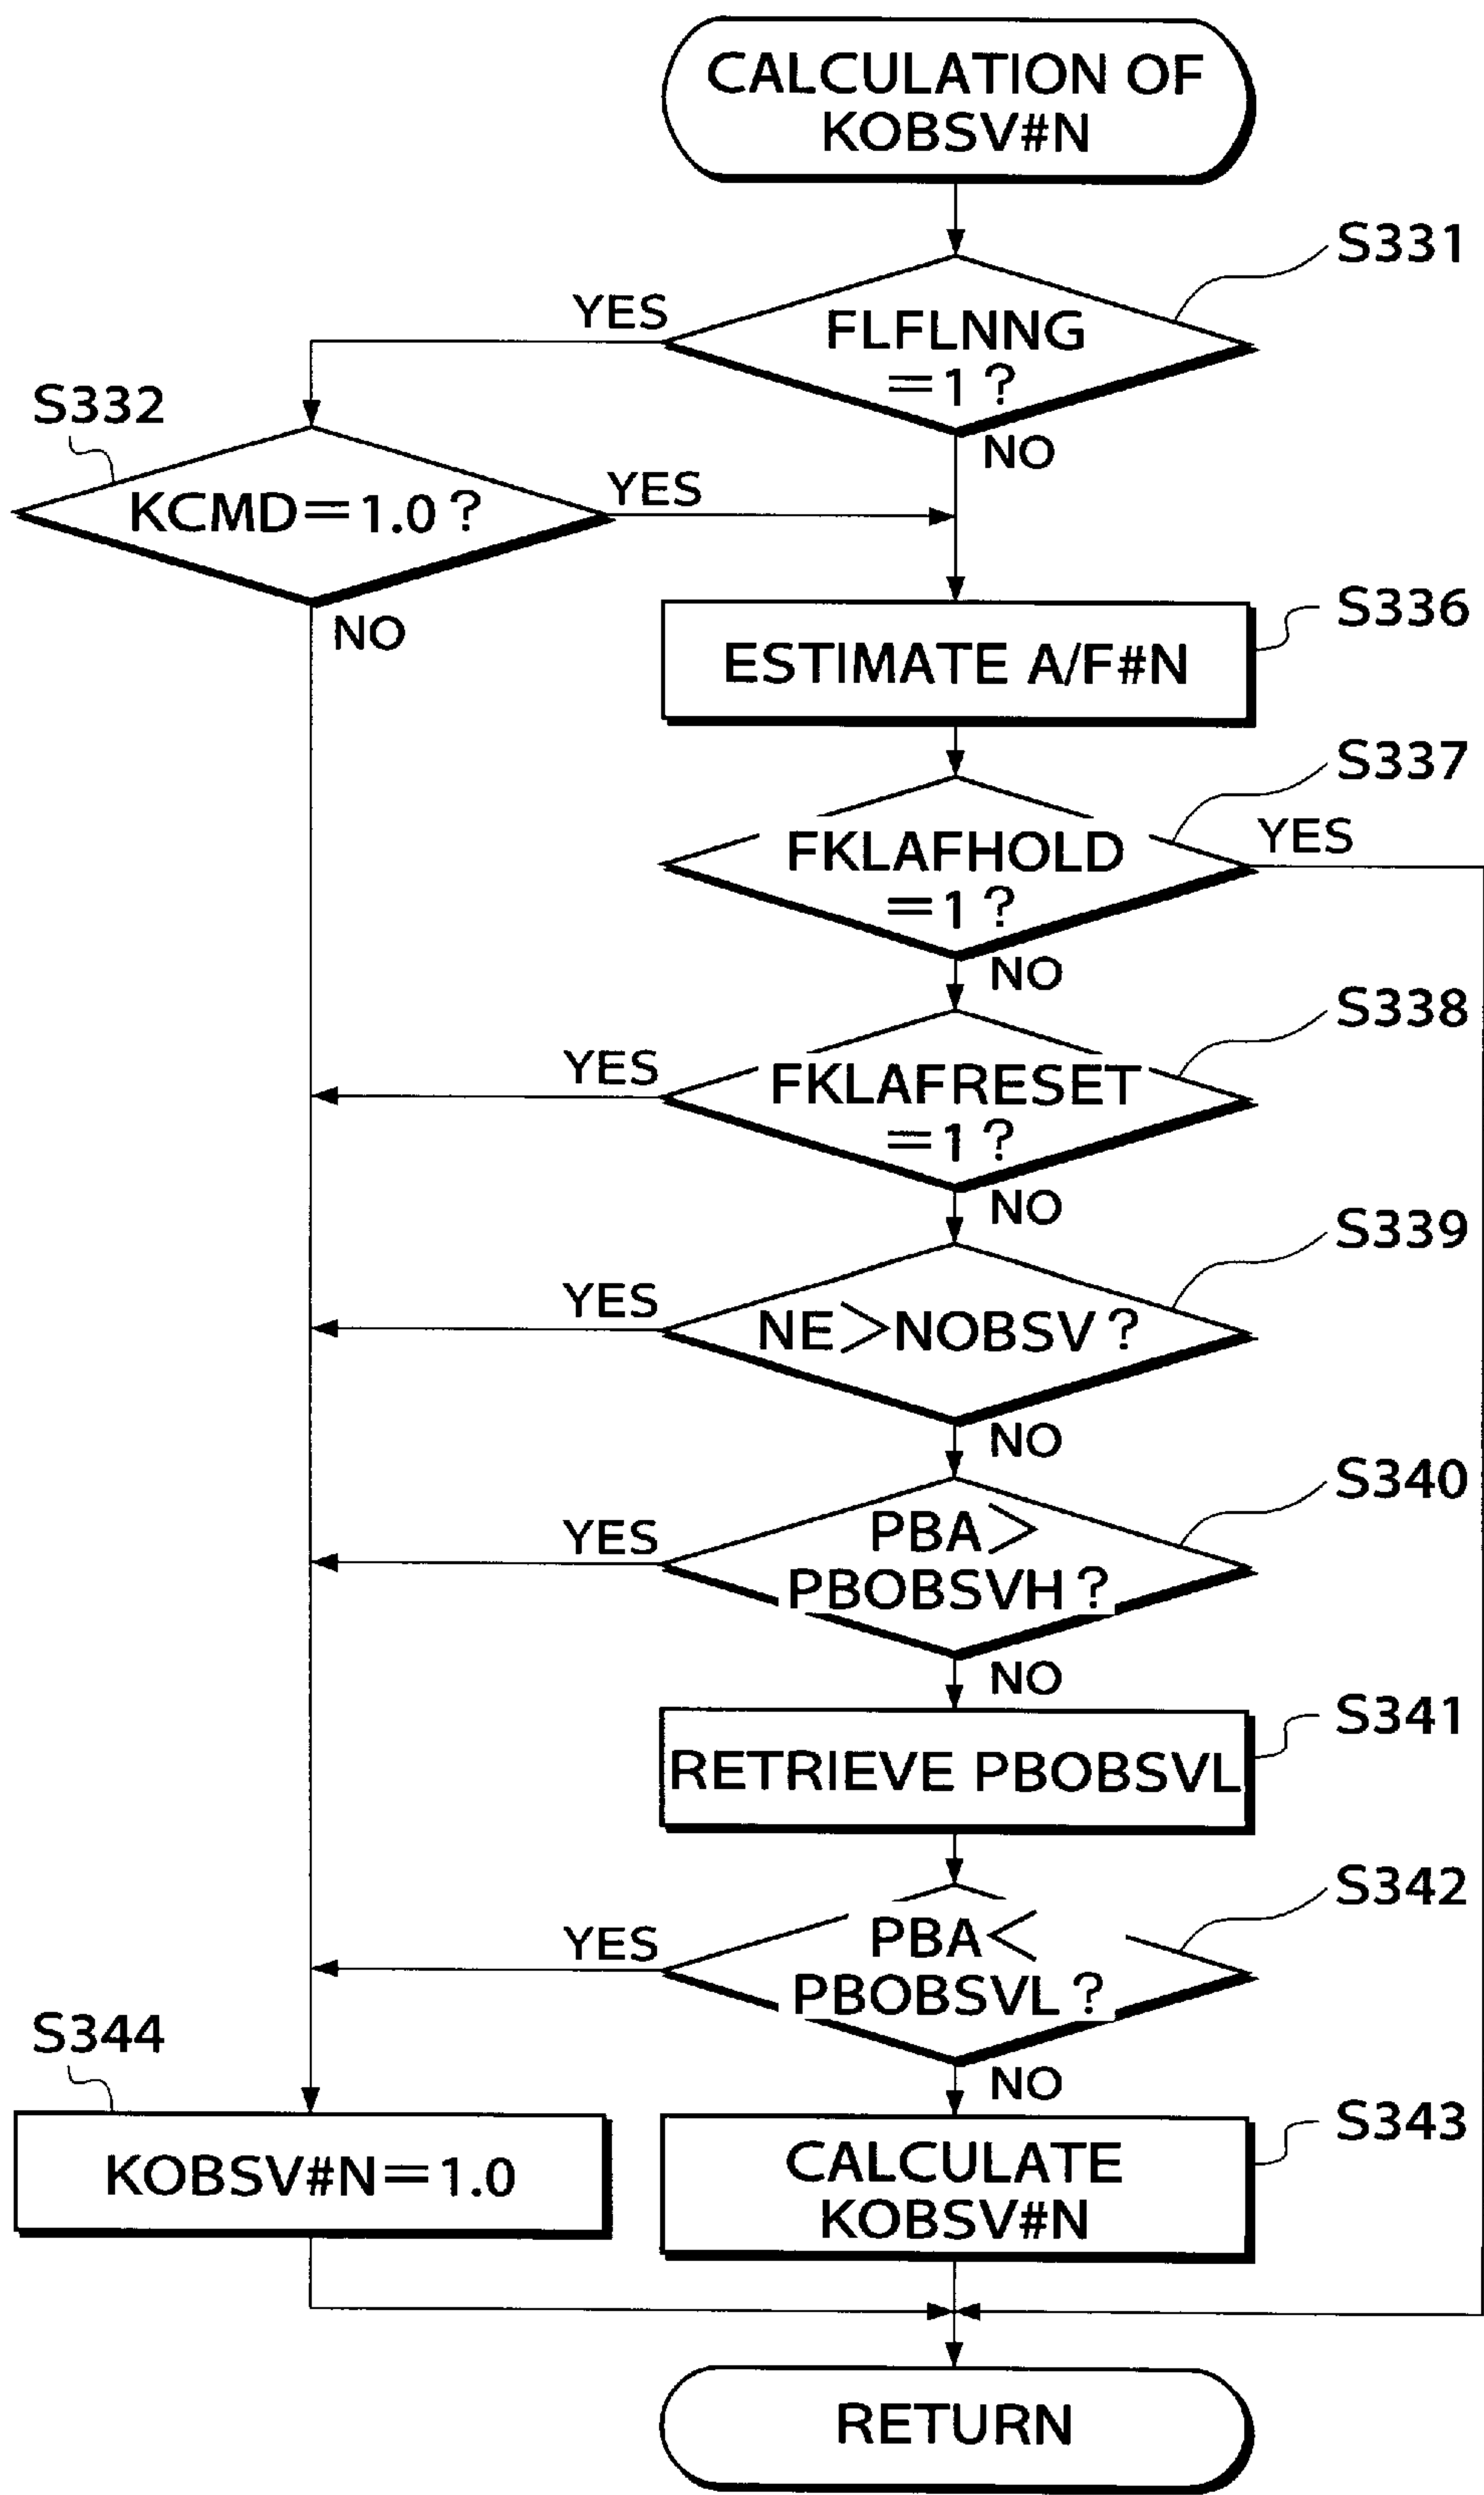 CALCULATION OF
KOBSV#N
S331
YES
FLFLNNG
=1?
NO
S332
KCMD=1.0?
YES
NO
S336
ESTIMATE A/F#N
S337
FKLAFHOLD
=1?
YES
NO
S338
YES
FKLAFRESET
=1?
NO
S339
YES
NE>NOBSV?
NO
S340
YES
PBA>
PBOBSVH?
NO
S341
RETRIEVE PBOBSVL
S342
YES
PBA<
PBOBSVL?
NO
S344
KOBSV#N=1.0
S343
CALCULATE
KOBSV#N
RETURN